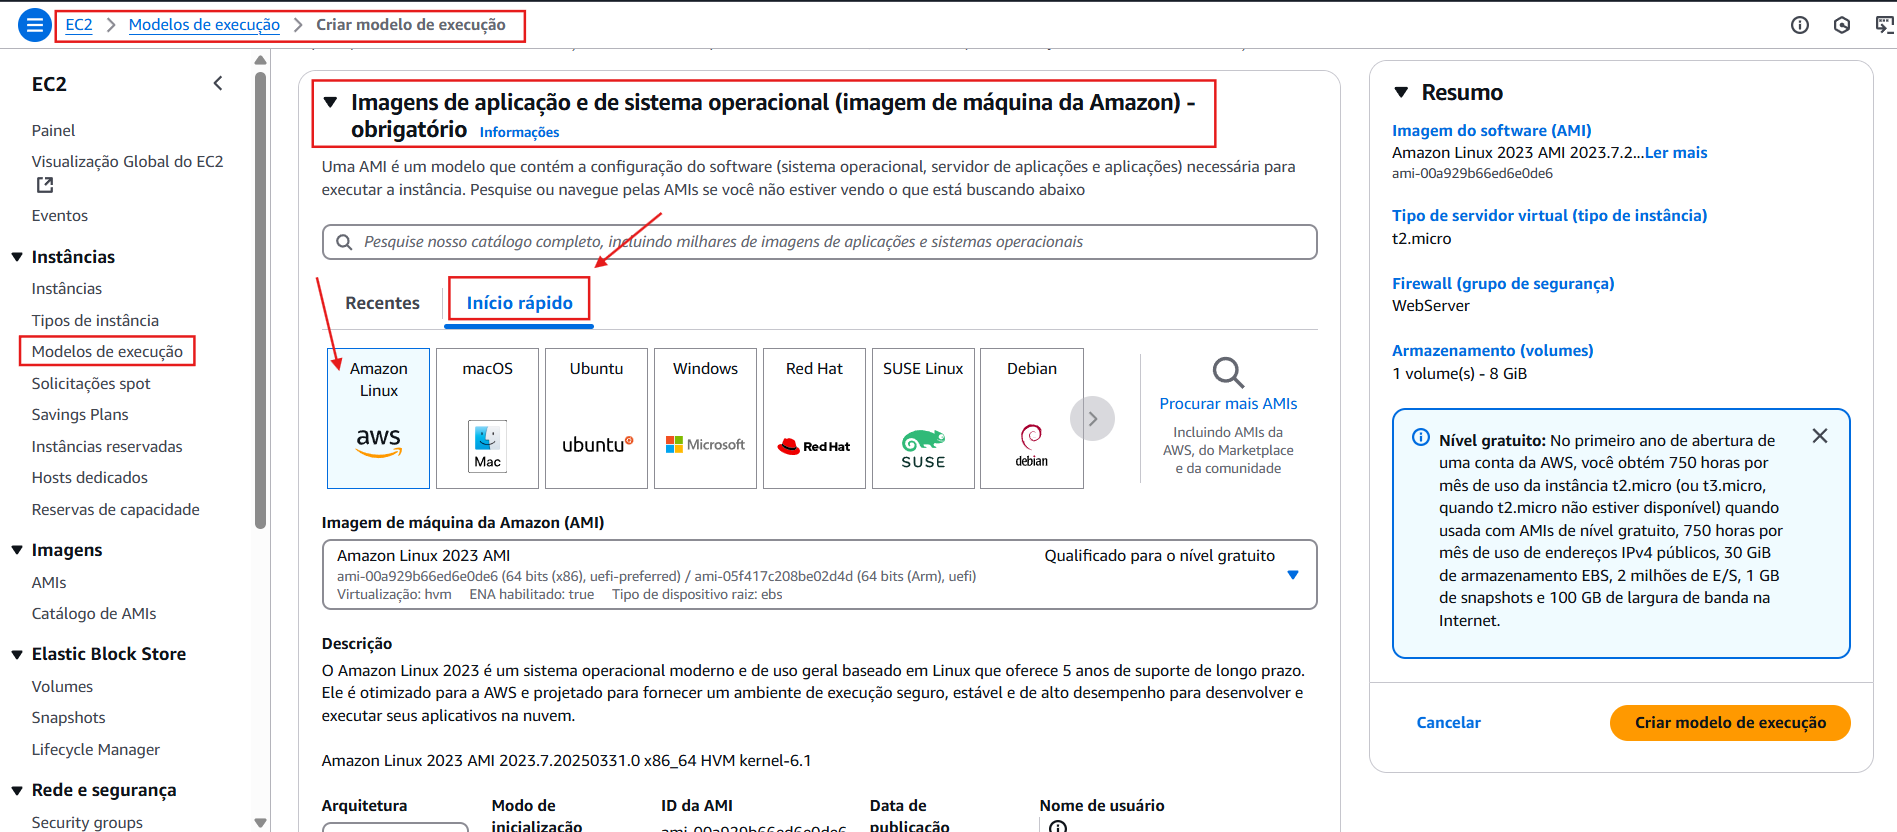 EC2 > Modelos de execução > Criar modelo de execução
EC2
Painel
Visualização Global do EC2
Eventos
Instâncias
Instâncias
Tipos de instância
Modelos de execução
Solicitações spot
Savings Plans
Instâncias reservadas
Hosts dedicados
Reservas de capacidade
Imagens
AMIs
Catálogo de AMIs
Elastic Block Store
Volumes
Snapshots
Lifecycle Manager
Rede e segurança
Security groups
Imagens de aplicação e de sistema operacional (imagem de máquina da Amazon) -
obrigatório Informações
Uma AMI é um modelo que contém a configuração do software (sistema operacional, servidor de aplicações e aplicações) necessária para
executar a instância. Pesquise ou navegue pelas AMIs se você não estiver vendo o que está buscando abaixo
Pesquise nosso catálogo completo, incluindo milhares de imagens de aplicações e sistemas operacionais
Recentes
Início rápido
Amazon
Linux
aws
macOS
Mac
Ubuntu
ubuntu
Windows
Microsoft
Red Hat
Red Hat
SUSE Linux
SUSE
Debian
debian
Procurar mais AMIs
Incluindo AMIs da
AWS, do Marketplace
e da comunidade
Imagem de máquina da Amazon (AMI)
Amazon Linux 2023 AMI
Qualificado para o nível gratuito
ami-00a929b66ed6e0de6 (64 bits (x86), uefi-preferred) / ami-05f417c208be02d4d (64 bits (Arm), uefi)
Virtualização: hvm ENA habilitado: true Tipo de dispositivo raiz: ebs
Descrição
O Amazon Linux 2023 é um sistema operacional moderno e de uso geral baseado em Linux que oferece 5 anos de suporte de longo prazo.
Ele é otimizado para a AWS e projetado para fornecer um ambiente de execução seguro, estável e de alto desempenho para desenvolver e
executar seus aplicativos na nuvem.
Amazon Linux 2023 AMI 2023.7.20250331.0 x86_64 HVM kernel-6.1
Arquitetura
Modo de
inicialização
ID da AMI
ami-00a929b66ed6e0de6
Data de
publicação
Nome de usuário
Resumo
Imagem do software (AMI)
Amazon Linux 2023 AMI 2023.7.2...Ler mais
ami-00a929b66ed6e0de6
Tipo de servidor virtual (tipo de instância)
t2.micro
Firewall (grupo de segurança)
WebServer
Armazenamento (volumes)
1 volume(s) - 8 GiB
Nível gratuito: No primeiro ano de abertura de
uma conta da AWS, você obtém 750 horas por
mês de uso da instância t2.micro (ou t3.micro,
quando t2.micro não estiver disponível) quando
usada com AMIs de nível gratuito, 750 horas por
mês de uso de endereços IPv4 públicos, 30 GiB
de armazenamento EBS, 2 milhões de E/S, 1 GB
de snapshots e 100 GB de largura de banda na
Internet.
Cancelar
Criar modelo de execução